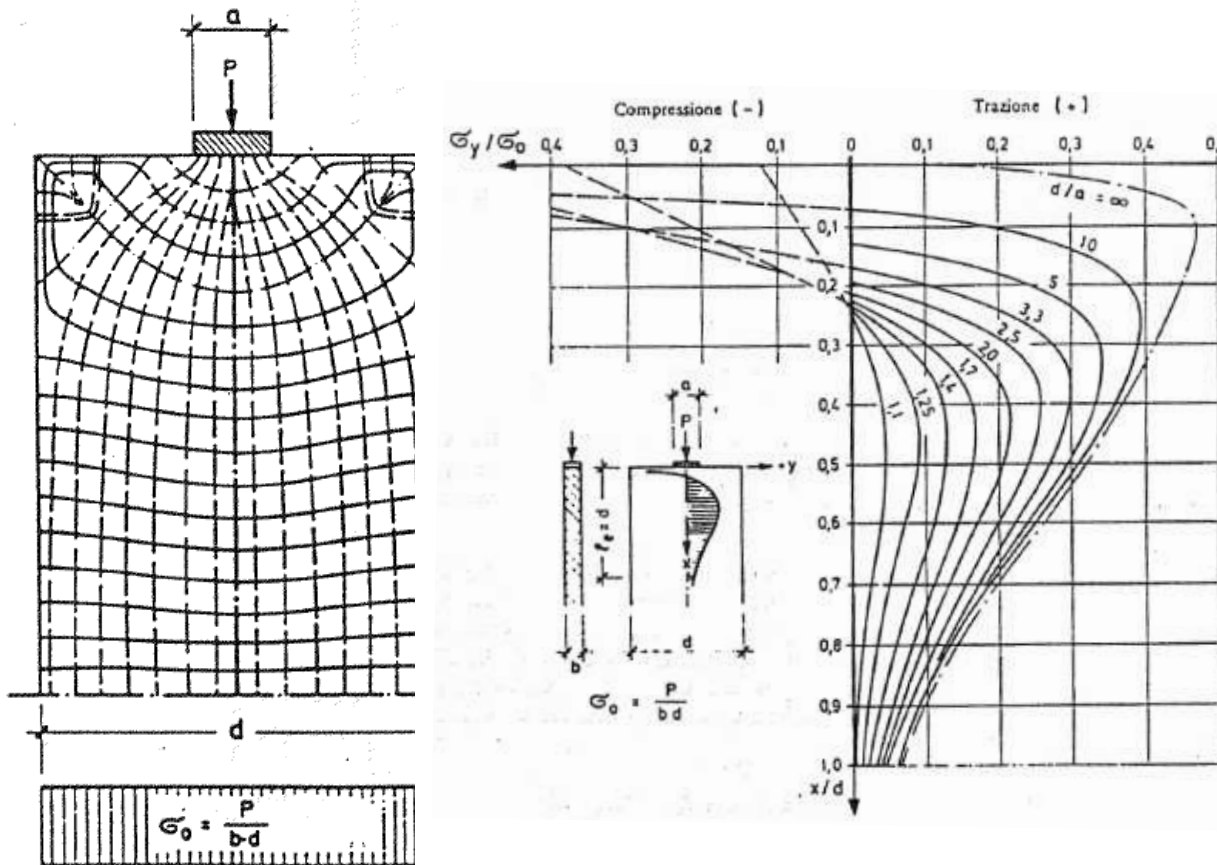 a
P
d
σ₀ = P / b·d
Compressione (-)
Trazione (+)
σy/σ₀
0,4
0,3
0,2
0,1
0
0,1
0,2
0,3
0,4
0,1
0,2
0,3
0,4
0,5
0,6
0,7
0,8
0,9
1,0
x/d
d/a = ∞
10
5
3,3
2,5
2,0
1,7
1,4
1,25
1,1
a
P
+y
x
d
b
σ₀ = P / bd